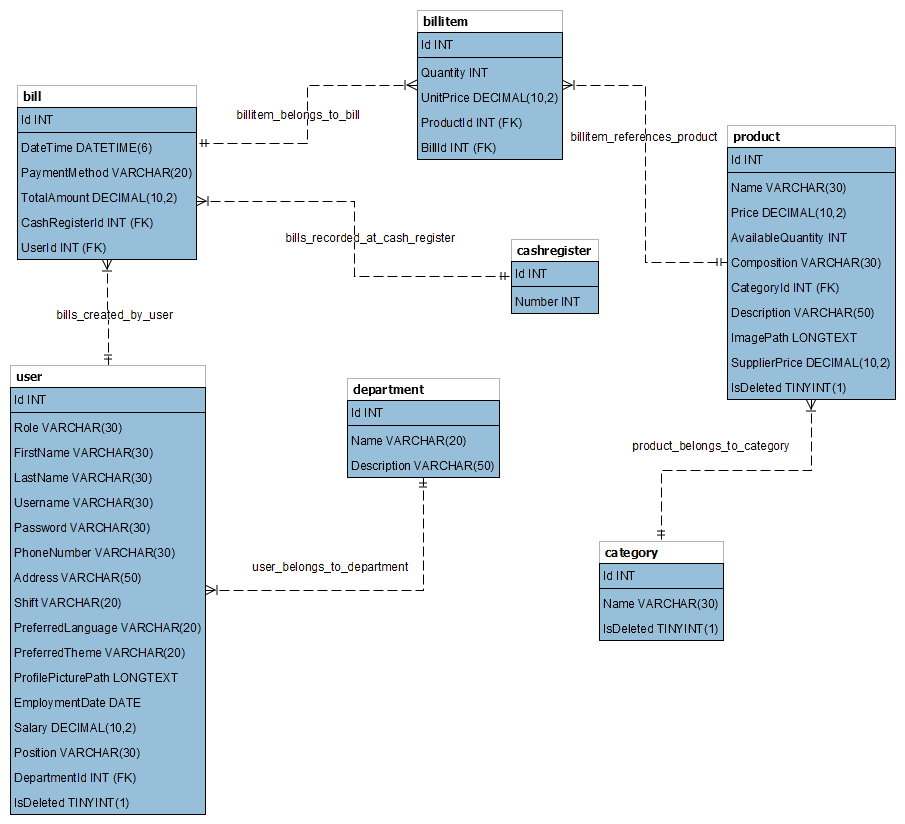 billitem
Id INT
Quantity INT
UnitPrice DECIMAL(10,2)
ProductId INT (FK)
BillId INT (FK)
bill
Id INT
DateTime DATETIME(6)
PaymentMethod VARCHAR(20)
TotalAmount DECIMAL(10,2)
CashRegisterId INT (FK)
UserId INT (FK)
billitem_belongs_to_bill
billitem_references_product
product
Id INT
Name VARCHAR(30)
Price DECIMAL(10,2)
AvailableQuantity INT
Composition VARCHAR(30)
CategoryId INT (FK)
Description VARCHAR(50)
ImagePath LONGTEXT
SupplierPrice DECIMAL(10,2)
IsDeleted TINYINT(1)
bills_recorded_at_cash_register
cashregister
Id INT
Number INT
bills_created_by_user
user
Id INT
Role VARCHAR(30)
FirstName VARCHAR(30)
LastName VARCHAR(30)
Username VARCHAR(30)
Password VARCHAR(30)
PhoneNumber VARCHAR(30)
Address VARCHAR(50)
Shift VARCHAR(20)
PreferredLanguage VARCHAR(20)
PreferredTheme VARCHAR(20)
ProfilePicturePath LONGTEXT
EmploymentDate DATE
Salary DECIMAL(10,2)
Position VARCHAR(30)
DepartmentId INT (FK)
IsDeleted TINYINT(1)
department
Id INT
Name VARCHAR(20)
Description VARCHAR(50)
user_belongs_to_department
product_belongs_to_category
category
Id INT
Name VARCHAR(30)
IsDeleted TINYINT(1)